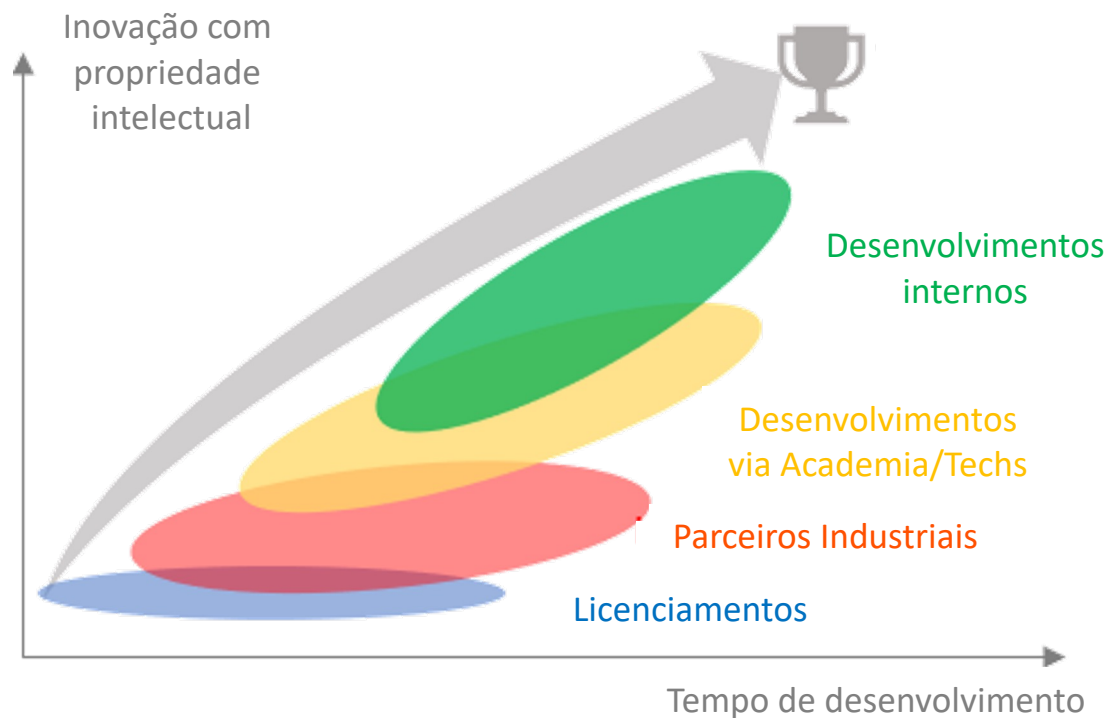 Inovação com
propriedade
intelectual
Desenvolvimentos
internos
Desenvolvimentos
via Academia/Techs
Parceiros Industriais
Licenciamentos
Tempo de desenvolvimento